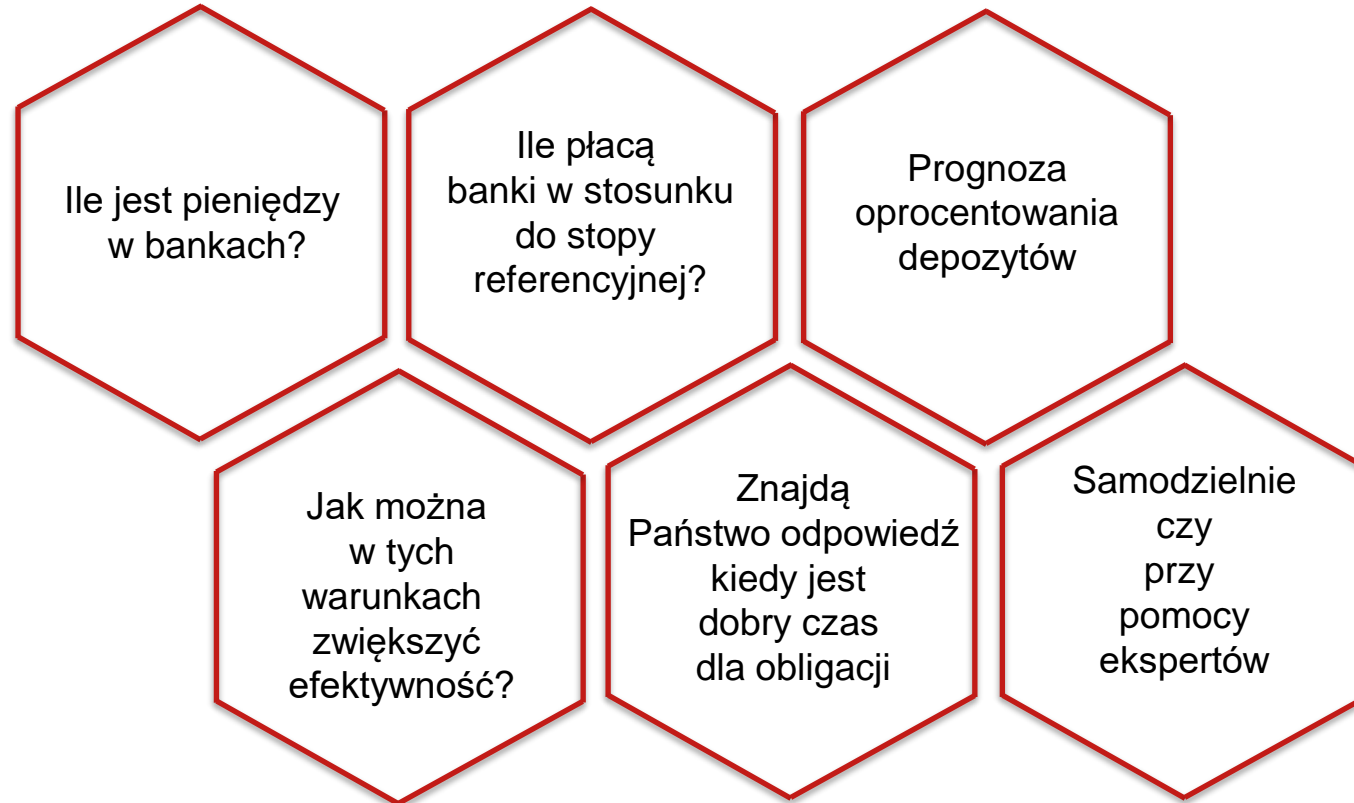 Ile jest pieniędzy
w bankach?
Ile płacą
banki w stosunku
do stopy
referencyjnej?
Prognoza
oprocentowania
depozytów
Jak można
w tych
warunkach
zwiększyć
efektywność?
Znajdą
Państwo odpowiedź
kiedy jest
dobry czas
dla obligacji
Samodzielnie
czy
przy
pomocy
ekspertów